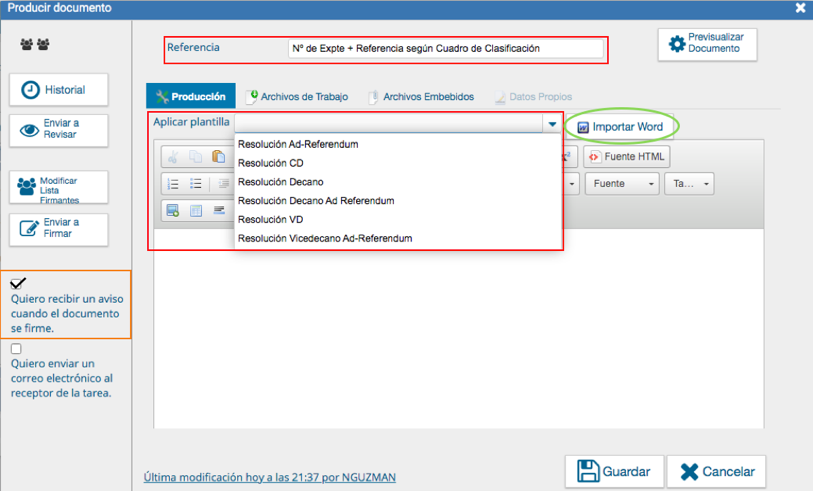 Producir documento
Referencia
Nº de Expte + Referencia según Cuadro de Clasificación
Previsualizar
Documento
Historial
Enviar a
Revisar
Modificar
Lista
Firmantes
Enviar a
Firmar
Quiero recibir un aviso
cuando el documento
se firme.
Quiero enviar un
correo electrónico al
receptor de la tarea.
Producción
Archivos de Trabajo
Archivos Embebidos
Datos Propios
Aplicar plantilla
Importar Word
Resolución Ad-Referendum
Resolución CD
Resolución Decano
Resolución Decano Ad Referendum
Resolución VD
Resolución Vicedecano Ad-Referendum
Fuente HTML
Fuente
Ta...
Última modificación hoy a las 21:37 por NGUZMAN
Guardar
Cancelar